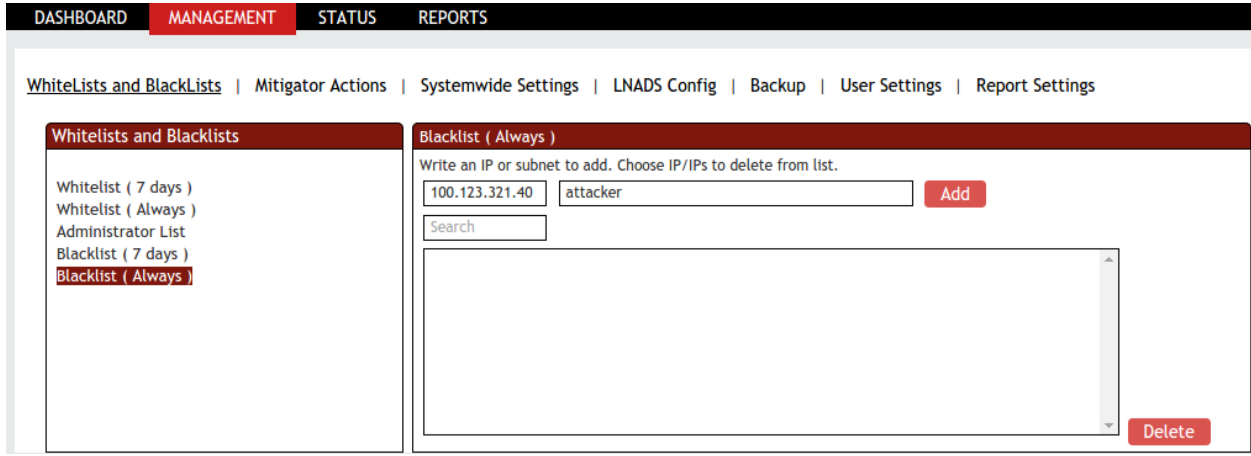 DASHBOARD MANAGEMENT STATUS REPORTS
WhiteLists and BlackLists | Mitigator Actions | Systemwide Settings | LNADS Config | Backup | User Settings | Report Settings
Whitelists and Blacklists
Whitelist ( 7 days )
Whitelist ( Always )
Administrator List
Blacklist ( 7 days )
Blacklist ( Always )
Blacklist ( Always )
Write an IP or subnet to add. Choose IP/IPs to delete from list.
100.123.321.40 attacker Add
Search
Delete